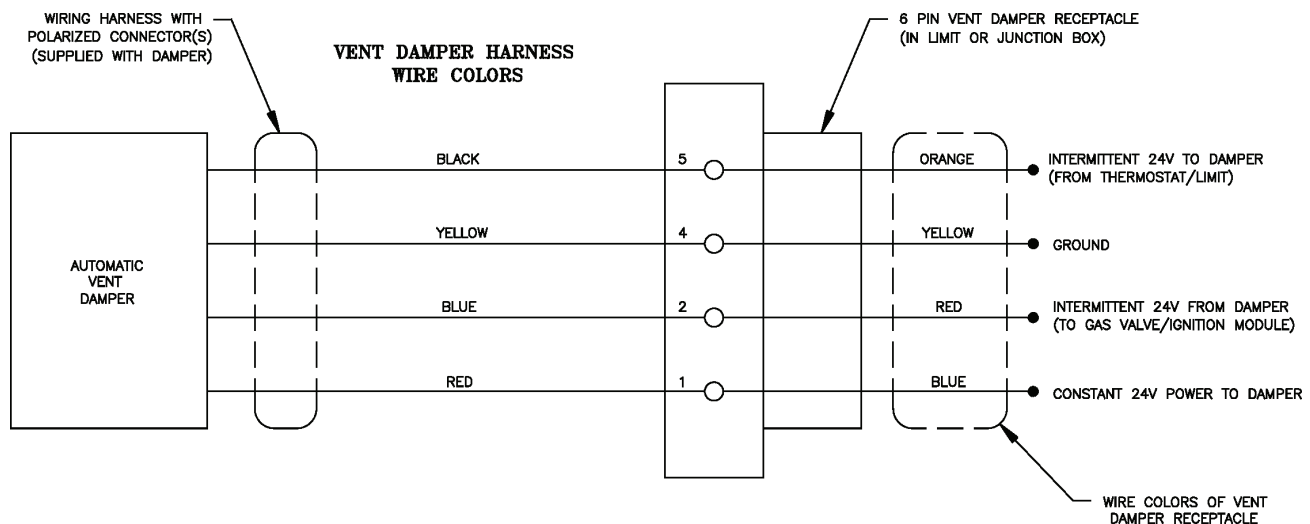 WIRING HARNESS WITH
POLARIZED CONNECTOR(S)
(SUPPLIED WITH DAMPER)
VENT DAMPER HARNESS
WIRE COLORS
6 PIN VENT DAMPER RECEPTACLE
(IN LIMIT OR JUNCTION BOX)
AUTOMATIC
VENT
DAMPER
BLACK
5
ORANGE
INTERMITTENT 24V TO DAMPER
(FROM THERMOSTAT/LIMIT)
YELLOW
4
YELLOW
GROUND
BLUE
2
RED
INTERMITTENT 24V FROM DAMPER
(TO GAS VALVE/IGNITION MODULE)
RED
1
BLUE
CONSTANT 24V POWER TO DAMPER
WIRE COLORS OF VENT
DAMPER RECEPTACLE